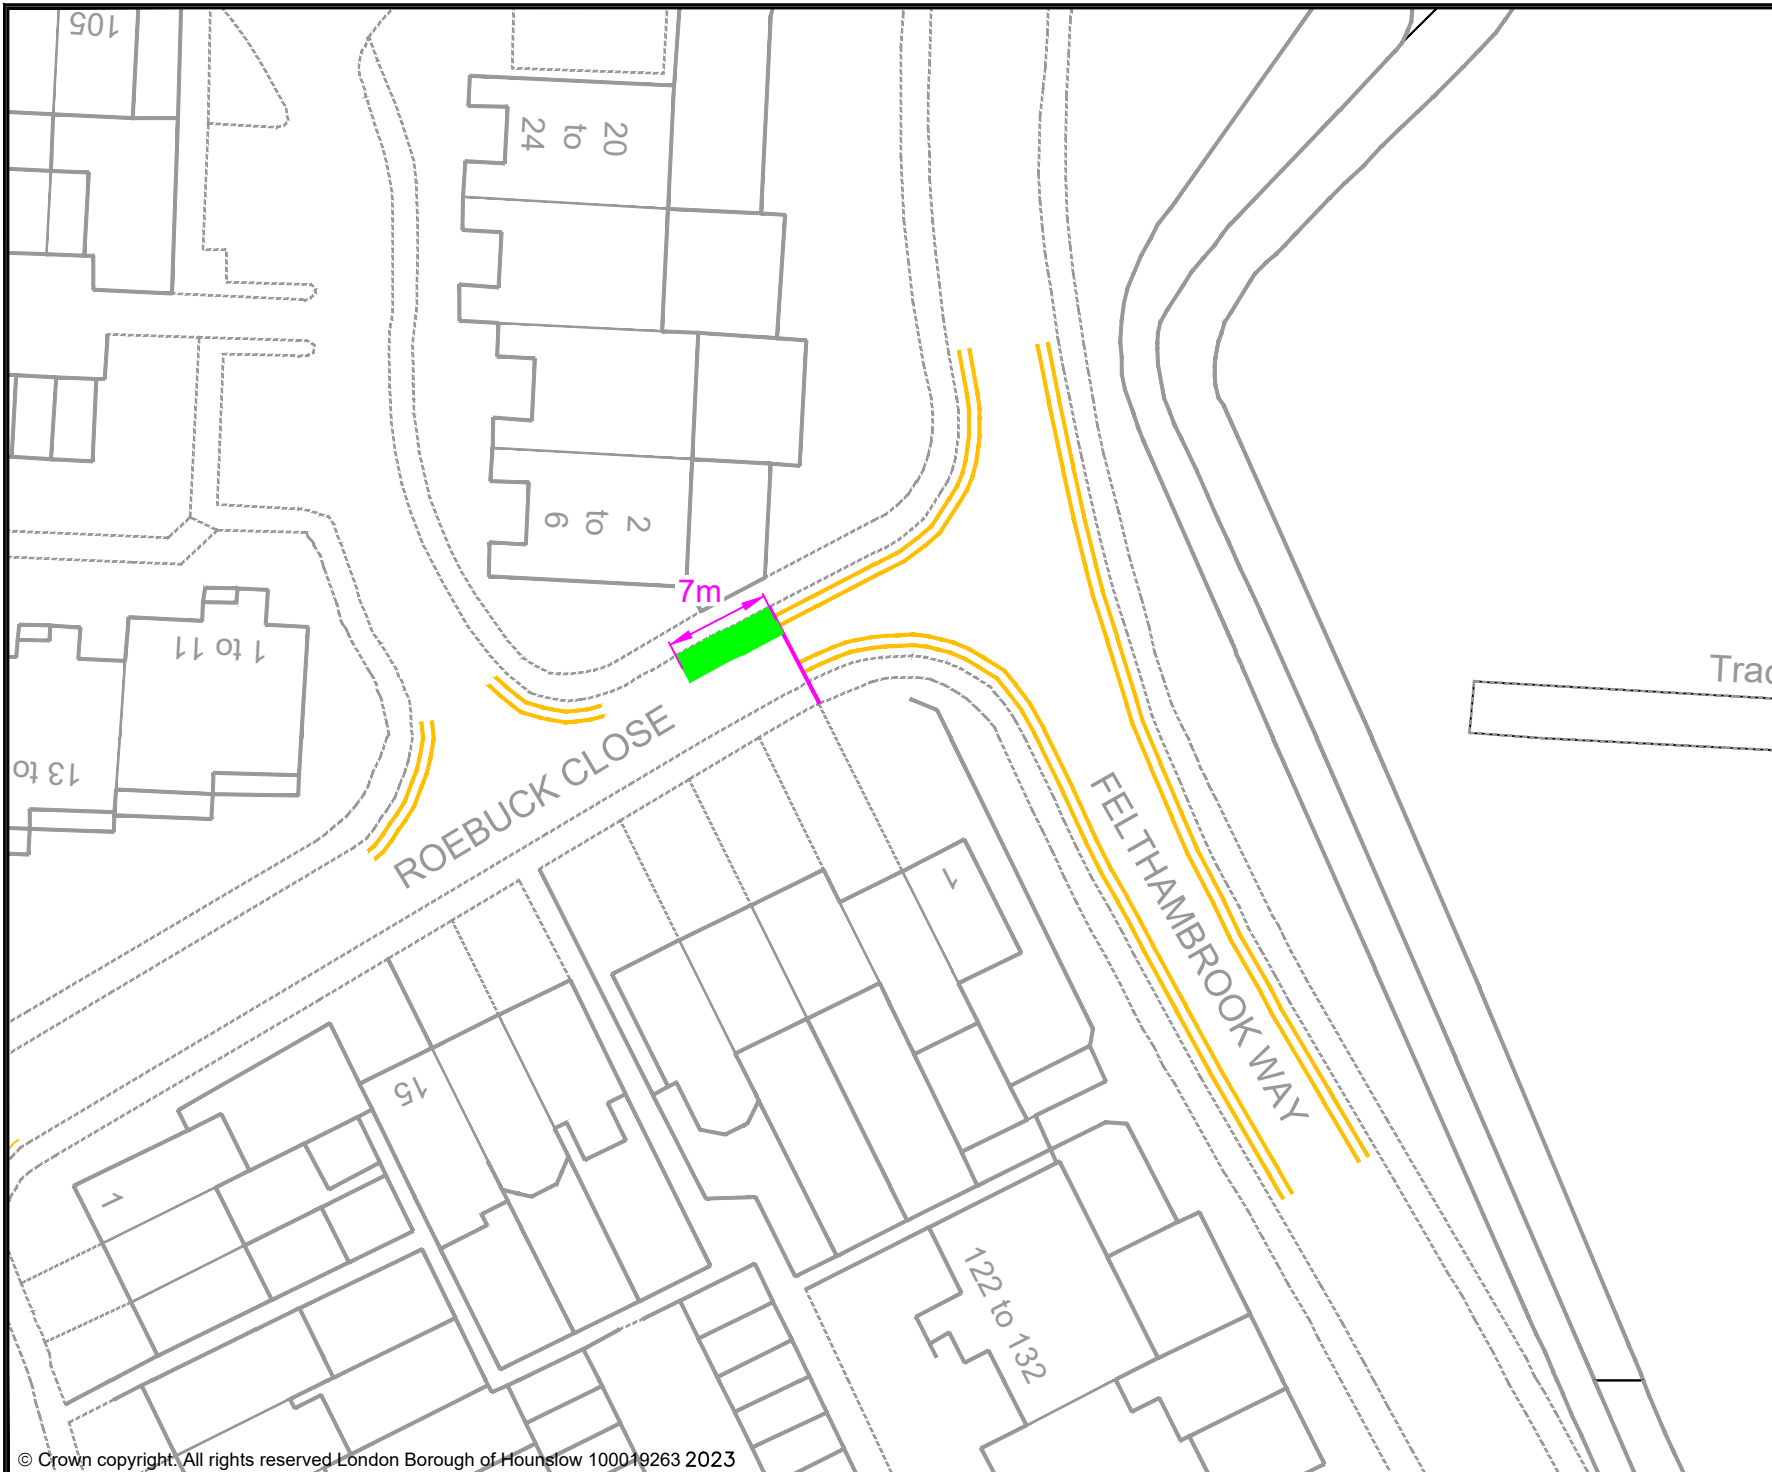 105
20
to
24
2
to
6
7m
1 to 11
13 to
ROEBUCK CLOSE
FELTHAMBROOK WAY
1
15
1
122 to 132
© Crown copyright. All rights reserved London Borough of Hounslow 100019263 2023